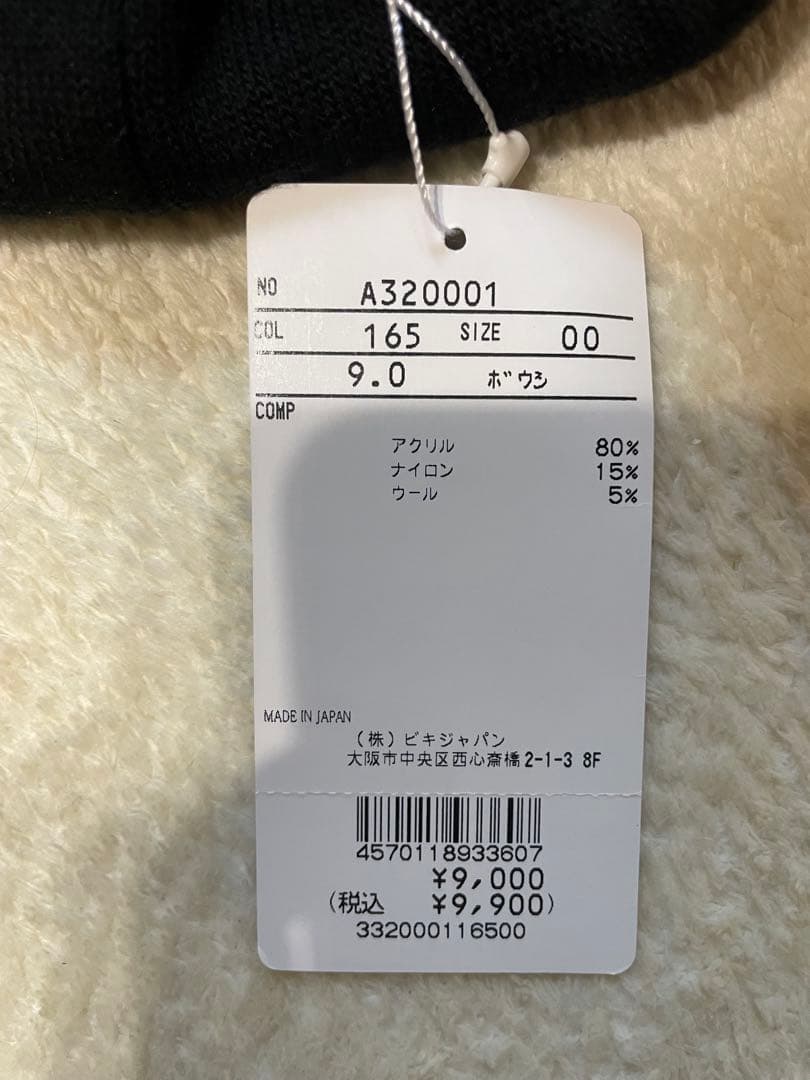 NO A320001
COL 165 SIZE 00
9.0 ボウシ
COMP
アクリル 80%
ナイロン 15%
ウール 5%
MADE IN JAPAN
(株)ビキジャパン
大阪市中央区西心斎橋2-1-3 8F
4570118933607
¥9,000
(税込 ¥9,900)
332000116500